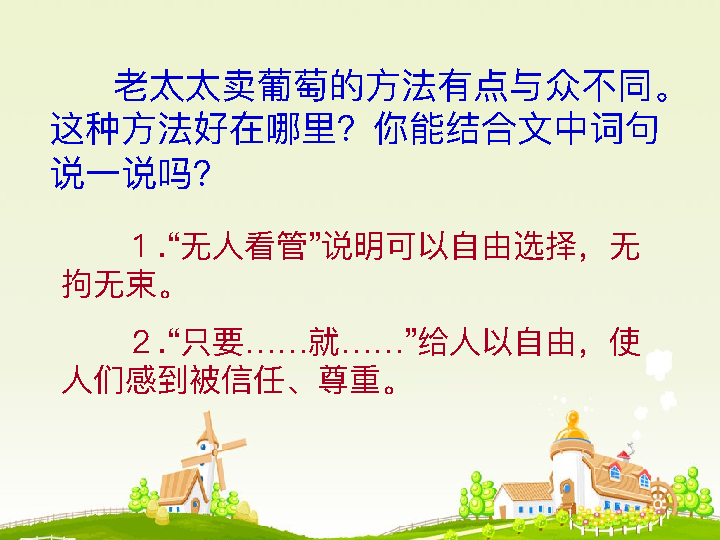 老太太卖葡萄的方法有点与众不同。
这种方法好在哪里？你能结合文中词句
说一说吗？
１.“无人看管”说明可以自由选择，无
拘无束。
２.“只要……就……”给人以自由，使
人们感到被信任、尊重。